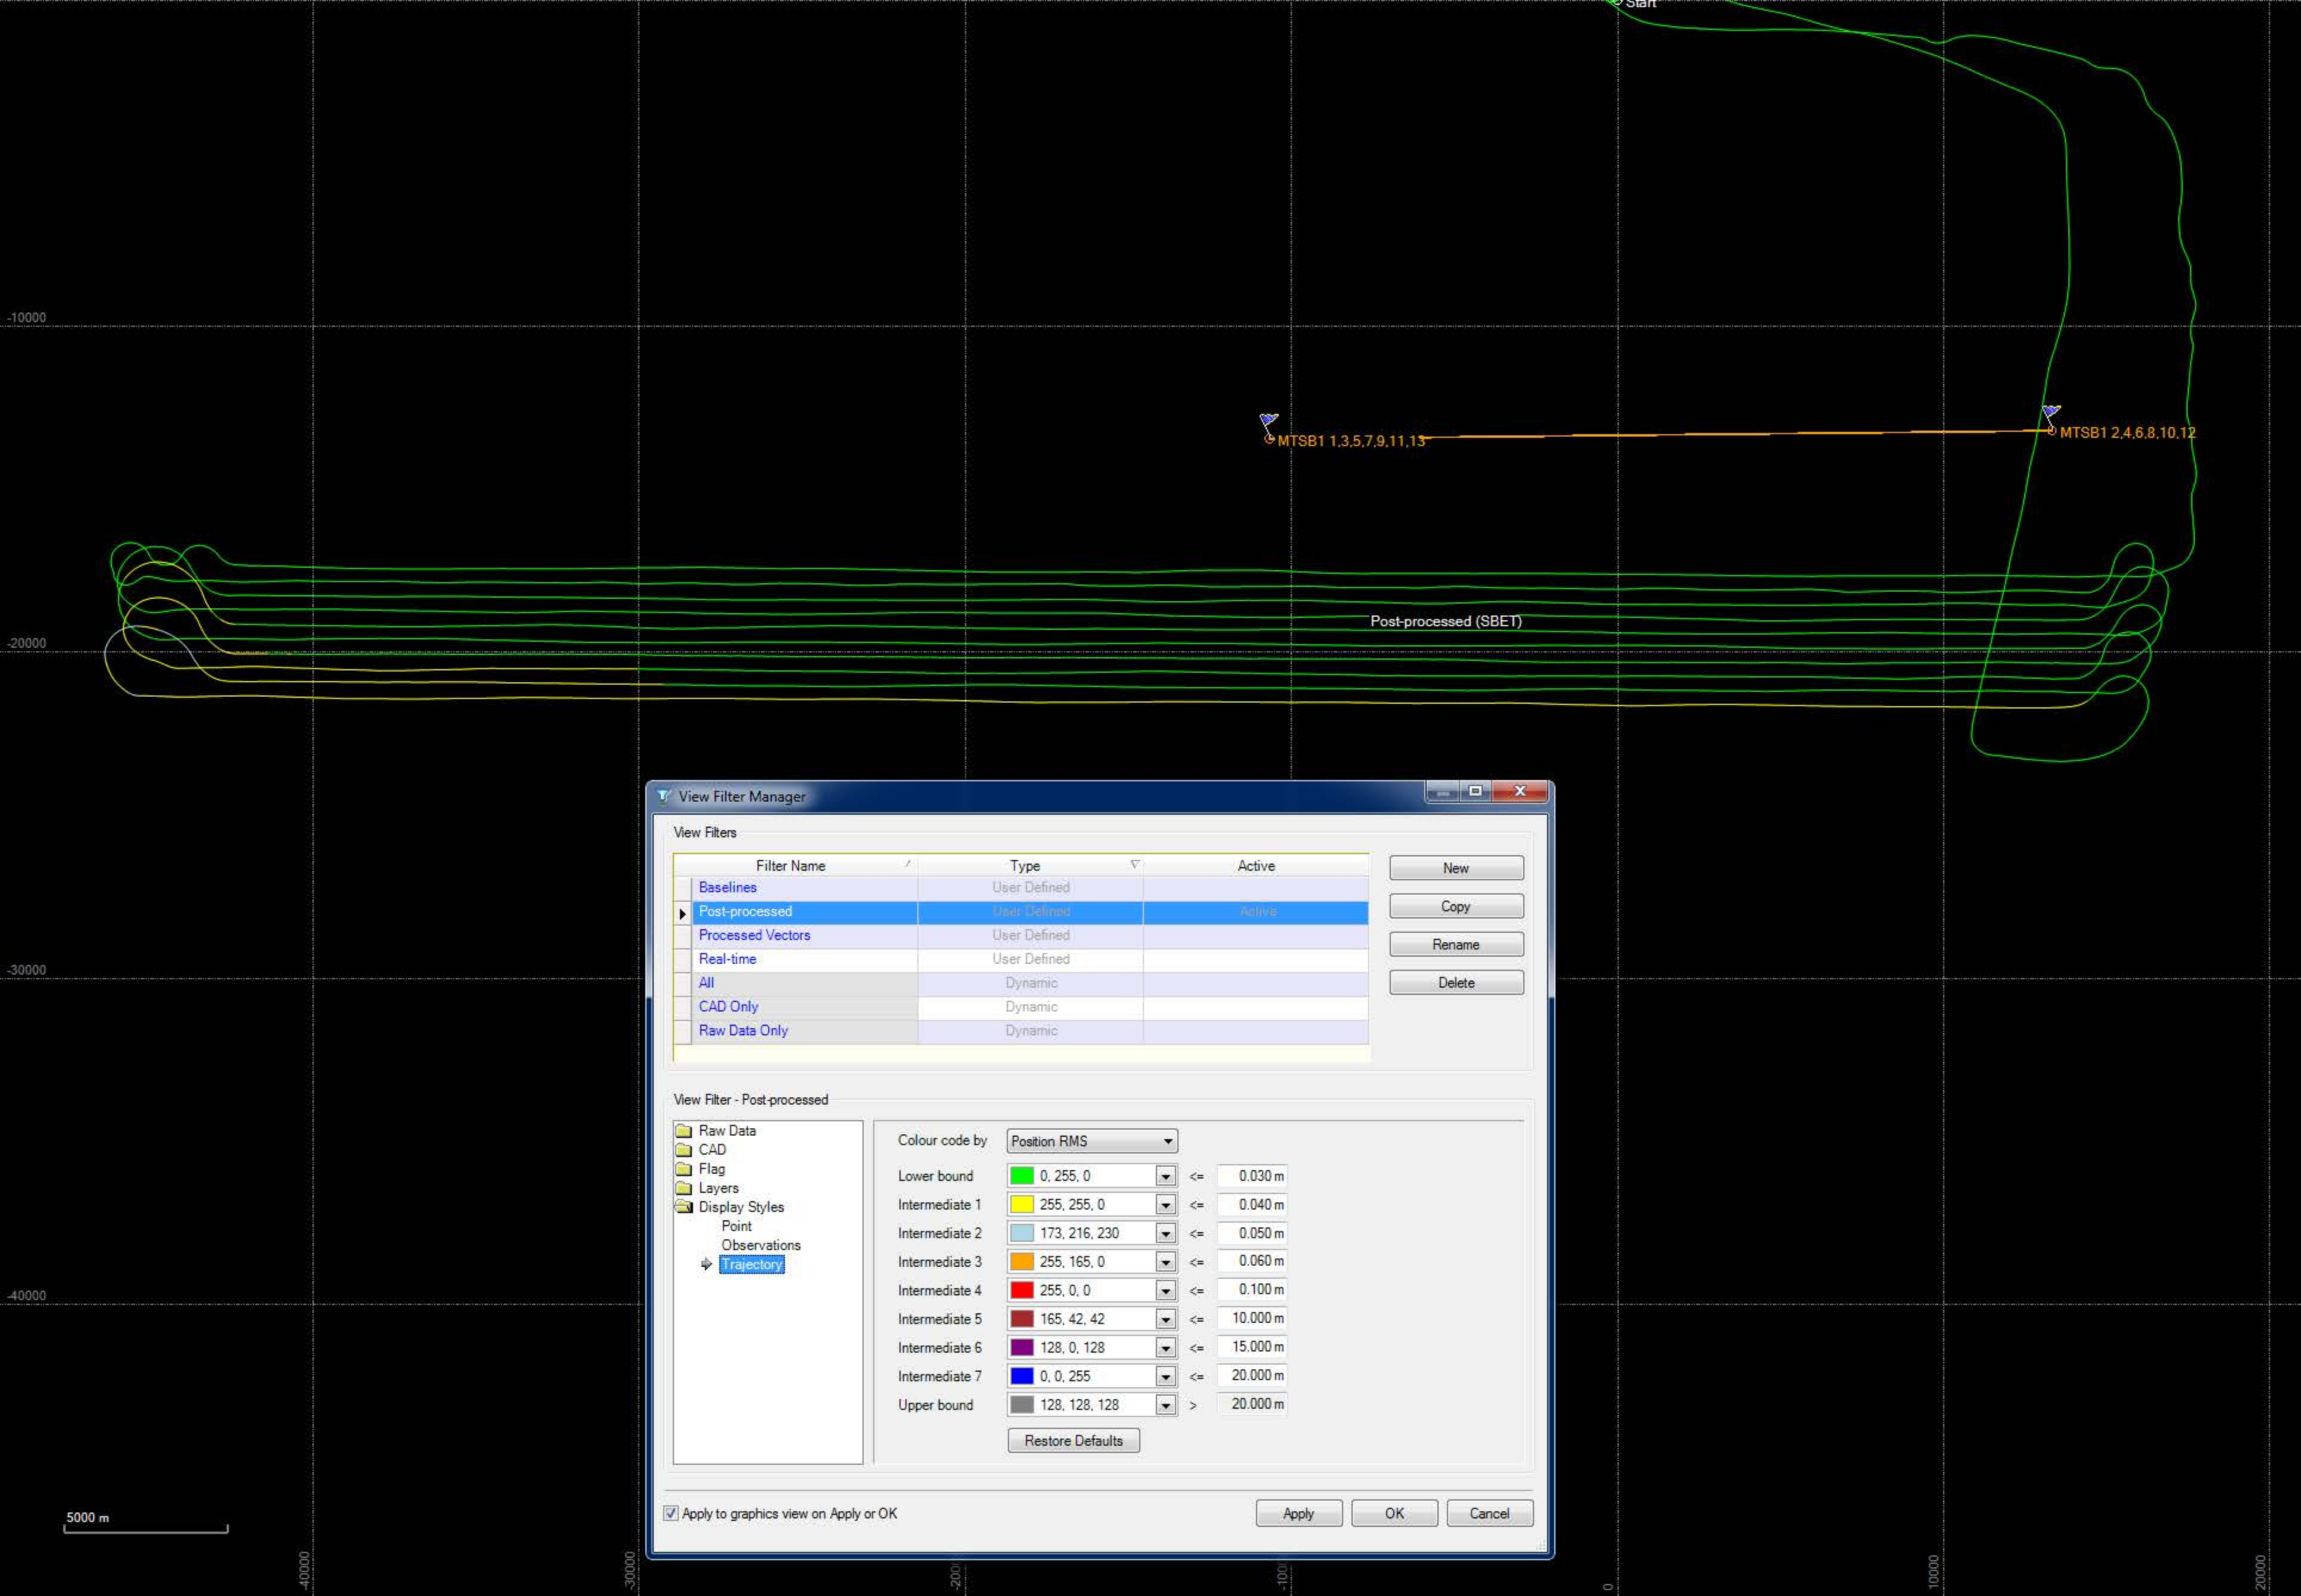 Start
-10000
MTSB1 1,3,5,7,9,11,13
MTSB1 2,4,6,8,10,12
Post-processed (SBET)
-20000
View Filter Manager
View Filters
Filter Name Type Active
Baselines User Defined
Post-processed User Defined Active
Processed Vectors User Defined
Real-time User Defined
All Dynamic
CAD Only Dynamic
Raw Data Only Dynamic
New
Copy
Rename
Delete
-30000
View Filter - Post-processed
Raw Data
CAD
Flag
Layers
Display Styles
Point
Observations
Trajectory
Colour code by Position RMS
Lower bound 0, 255, 0 <= 0.030 m
Intermediate 1 255, 255, 0 <= 0.040 m
Intermediate 2 173, 216, 230 <= 0.050 m
Intermediate 3 255, 165, 0 <= 0.060 m
Intermediate 4 255, 0, 0 <= 0.100 m
Intermediate 5 165, 42, 42 <= 10.000 m
Intermediate 6 128, 0, 128 <= 15.000 m
Intermediate 7 0, 0, 255 <= 20.000 m
Upper bound 128, 128, 128 > 20.000 m
Restore Defaults
-40000
Apply to graphics view on Apply or OK
Apply OK Cancel
5000 m
-40000
-30000
-2000
-1000
0
10000
20000